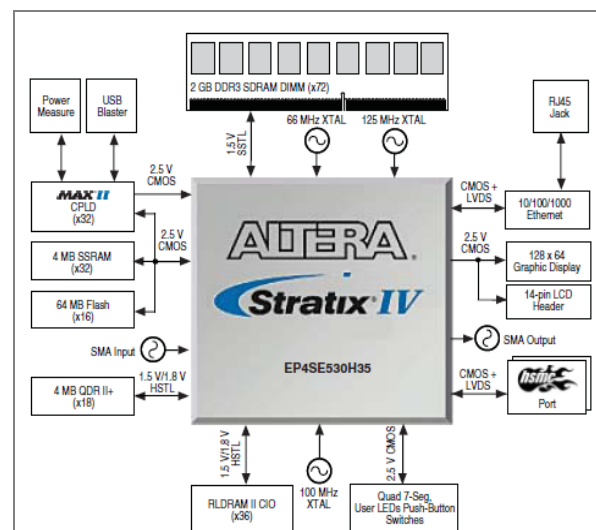 2 GB DDR3 SDRAM DIMM (x72)
Power
Measure
USB
Blaster
RJ45
Jack
66 MHz XTAL
125 MHz XTAL
1.5 V
SSTL
2.5 V
CMOS
CMOS +
LVDS
MAX II
CPLD
(x32)
10/100/1000
Ethernet
2.5 V
CMOS
2.5 V
CMOS
ALTERA.
4 MB SSRAM
(x32)
128 x 64
Graphic Display
Stratix IV
64 MB Flash
(x16)
14-pin LCD
Header
SMA Input
SMA Output
EP4SE530H35
1.5 V/1.8 V
HSTL
4 MB QDR II+
(x18)
CMOS +
LVDS
hsmc
Port
1.5 V/1.8 V
HSTL
2.5 V CMOS
RLDRAM II CIO
(x36)
100 MHz
XTAL
Quad 7-Seg,
User LEDs Push-Button
Switches